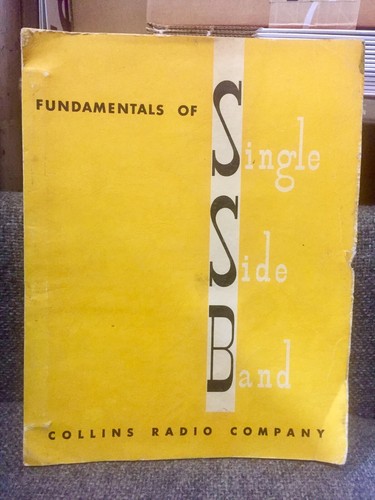 FUNDAMENTALS OF
Single
Side
Band
COLLINS RADIO COMPANY